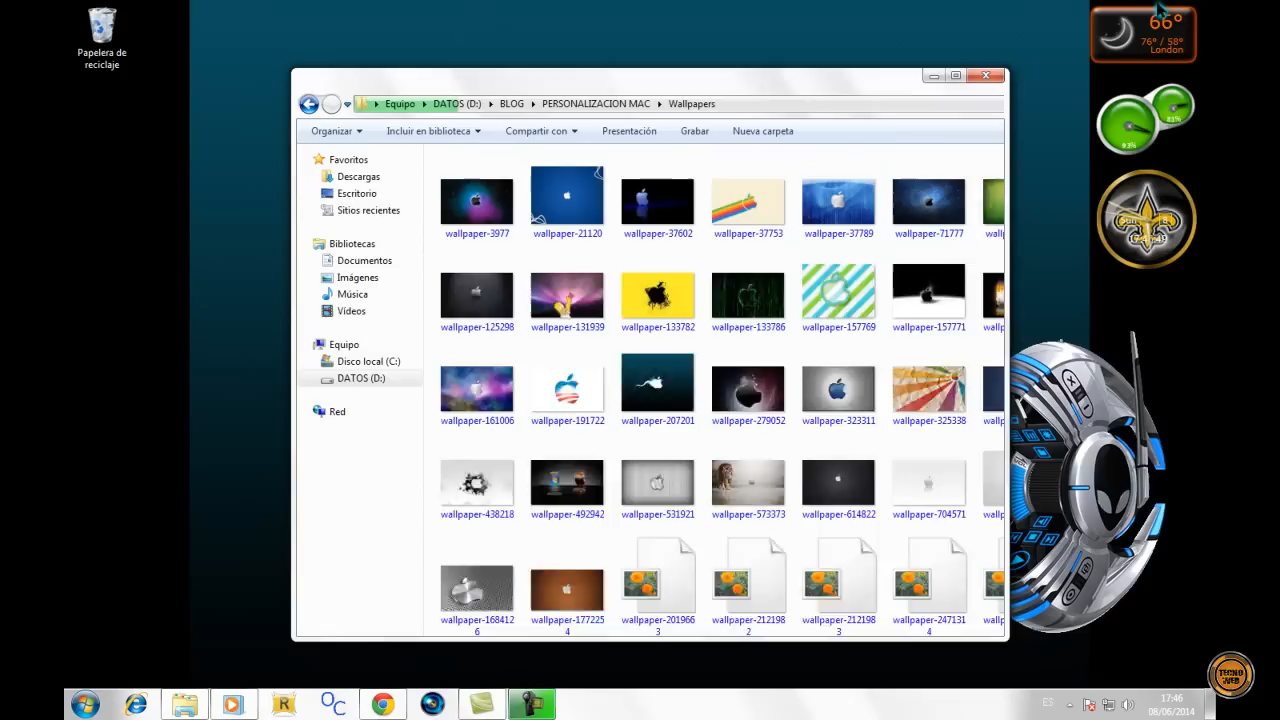 Papelera de
reciclaje
66°
76° / 58°
London
Equipo DATOS (D:) BLOG PERSONALIZACION MAC Wallpapers
Organizar Incluir en biblioteca Compartir con Presentación Grabar Nueva carpeta
Favoritos
Descargas
Escritorio
Sitios recientes
Bibliotecas
Documentos
Imágenes
Música
Vídeos
Equipo
Disco local (C:)
DATOS (D:)
Red
wallpaper-3977 wallpaper-21120 wallpaper-37602 wallpaper-37753 wallpaper-37789 wallpaper-71777
wallpaper-125298 wallpaper-131939 wallpaper-133782 wallpaper-133786 wallpaper-157769 wallpaper-157771
wallpaper-161006 wallpaper-191722 wallpaper-207201 wallpaper-279052 wallpaper-323311 wallpaper-325338
wallpaper-438218 wallpaper-492942 wallpaper-531921 wallpaper-573373 wallpaper-614822 wallpaper-704571
wallpaper-168412 wallpaper-177225 wallpaper-201966 wallpaper-212198 wallpaper-212198 wallpaper-247131
6 4 3 2 3 4
TECNO
WEB
ES
17:46
08/06/2014